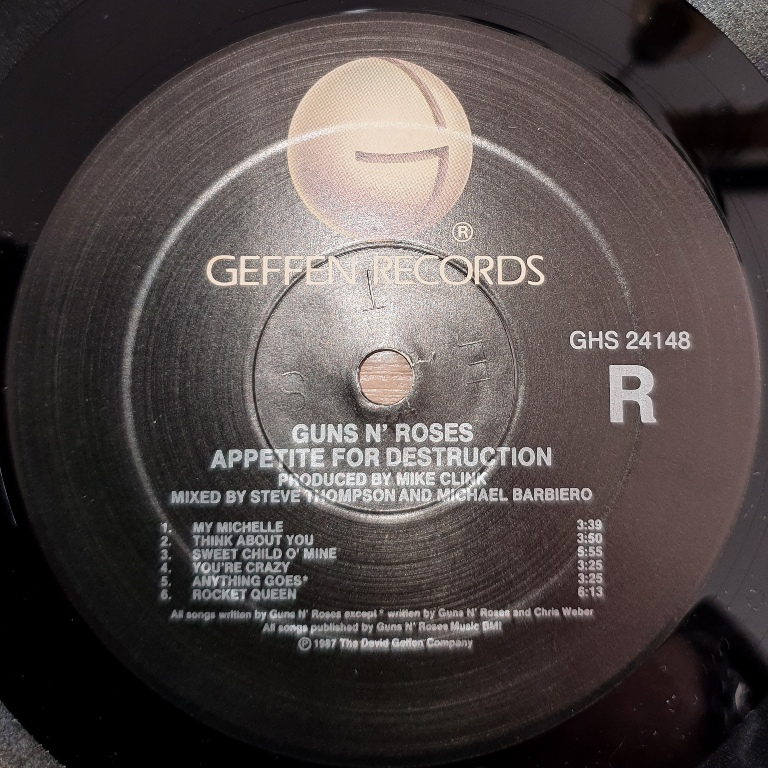 ®
GEFFEN RECORDS
GHS 24148
R
GUNS N' ROSES
APPETITE FOR DESTRUCTION
PRODUCED BY MIKE CLINK
MIXED BY STEVE THOMPSON AND MICHAEL BARBIERO
1. MY MICHELLE 3:39
2. THINK ABOUT YOU 3:50
3. SWEET CHILD O' MINE 5:55
4. YOU'RE CRAZY 3:25
5. ANYTHING GOES* 3:25
6. ROCKET QUEEN 6:13
All songs written by Guns N' Roses except * written by Guns N' Roses and Chris Weber
All songs published by Guns N' Roses Music BMI
℗ 1987 The David Geffen Company